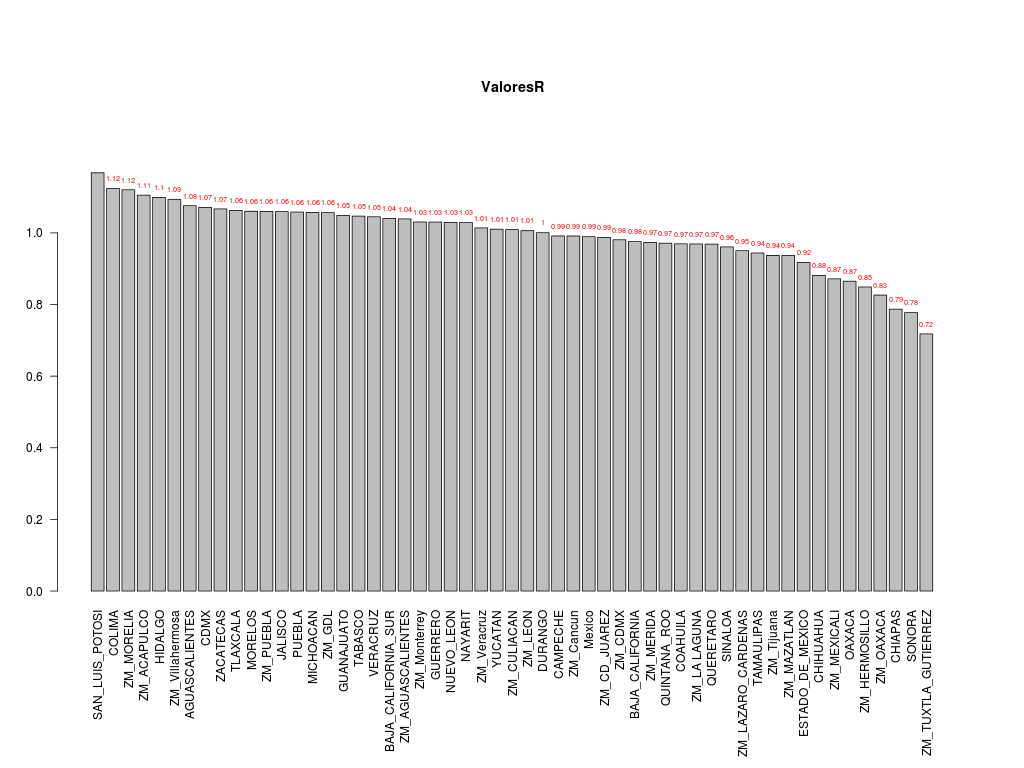 ValoresR
1.12 1.12 1.11 1.1 1.09 1.08 1.07 1.07 1.06 1.06 1.06 1.06 1.06 1.06 1.06 1.05 1.05 1.05 1.04 1.04 1.03 1.03 1.03 1.03 1.01 1.01 1.01 1.01 1 0.99 0.99 0.99 0.99 0.98 0.98 0.97 0.97 0.97 0.97 0.97 0.96 0.95 0.94 0.94 0.94 0.92 0.88 0.87 0.87 0.85 0.83 0.79 0.78 0.72
1.0
0.8
0.6
0.4
0.2
0.0
SAN_LUIS_POTOSI
COLIMA
ZM_MORELIA
ZM_ACAPULCO
HIDALGO
ZM_Villahermosa
AGUASCALIENTES
CDMX
ZACATECAS
TLAXCALA
MORELOS
ZM_PUEBLA
JALISCO
PUEBLA
MICHOACAN
ZM_GDL
GUANAJUATO
TABASCO
VERACRUZ
BAJA_CALIFORNIA_SUR
ZM_AGUASCALIENTES
ZM_Monterrey
GUERRERO
NUEVO_LEON
NAYARIT
ZM_Veracruz
YUCATAN
ZM_CULIACAN
ZM_LEON
DURANGO
CAMPECHE
ZM_Cancun
Mexico
ZM_CD_JUAREZ
ZM_CDMX
BAJA_CALIFORNIA
ZM_MERIDA
QUINTANA_ROO
COAHUILA
ZM_LA LAGUNA
QUERETARO
SINALOA
ZM_LAZARO_CARDENAS
TAMAULIPAS
ZM_Tijuana
ZM_MAZATLAN
ESTADO_DE_MEXICO
CHIHUAHUA
ZM_MEXICALI
OAXACA
ZM_HERMOSILLO
ZM_OAXACA
CHIAPAS
SONORA
ZM_TUXTLA_GUTIERREZ